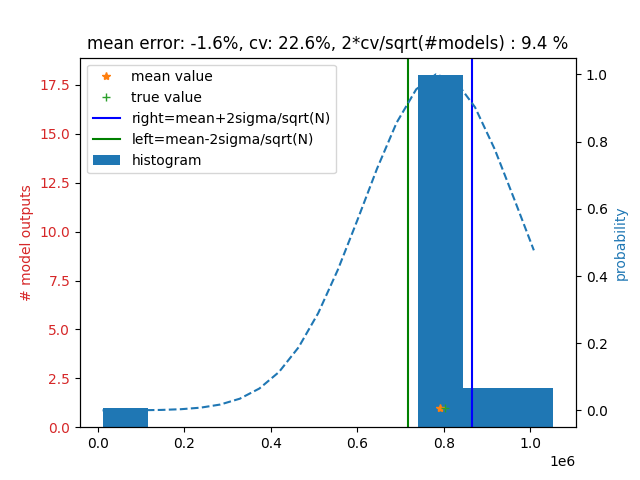 mean error: -1.6%, cv: 22.6%, 2*cv/sqrt(#models) : 9.4 %
mean value
true value
right=mean+2sigma/sqrt(N)
left=mean-2sigma/sqrt(N)
histogram
# model outputs
17.5
15.0
12.5
10.0
7.5
5.0
2.5
0.0
probability
1.0
0.8
0.6
0.4
0.2
0.0
0.0 0.2 0.4 0.6 0.8 1.0
1e6